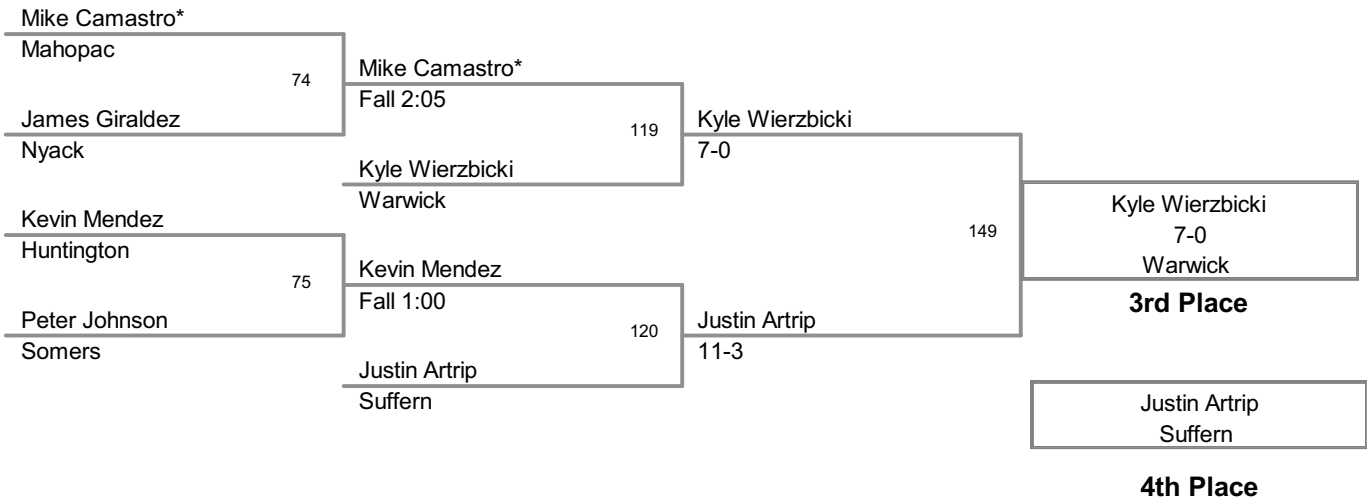 Mike Camastro*
Mahopac
74
James Giraldez
Nyack
Kevin Mendez
Huntington
75
Peter Johnson
Somers
Mike Camastro*
Fall 2:05
119
Kyle Wierzbicki
Warwick
Kevin Mendez
Fall 1:00
120
Justin Artrip
Suffern
Kyle Wierzbicki
7-0
149
Justin Artrip
11-3
Kyle Wierzbicki
7-0
Warwick
3rd Place
Justin Artrip
Suffern
4th Place